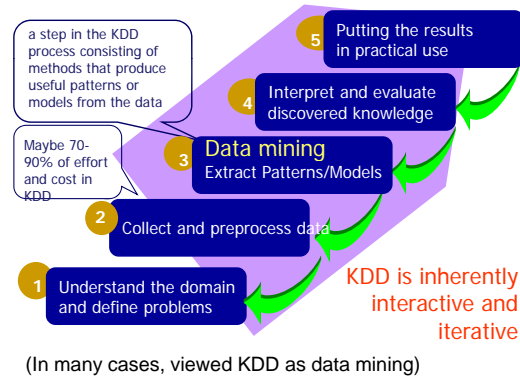 a step in the KDD
process consisting of
methods that produce
useful patterns or
models from the data
5
Putting the results
in practical use
4
Interpret and evaluate
discovered knowledge
Maybe 70-
90% of effort
and cost in
KDD
3
Data mining
Extract Patterns/Models
2
Collect and preprocess data
1
Understand the domain
and define problems
KDD is inherently
interactive and
iterative
(In many cases, viewed KDD as data mining)